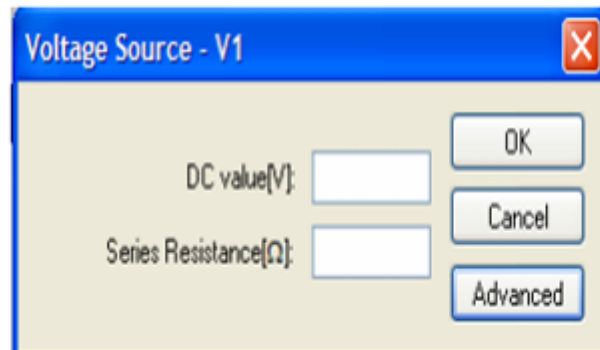 Voltage Source - V1
DC value[V]:
OK
Series Resistance[Ω]:
Cancel
Advanced